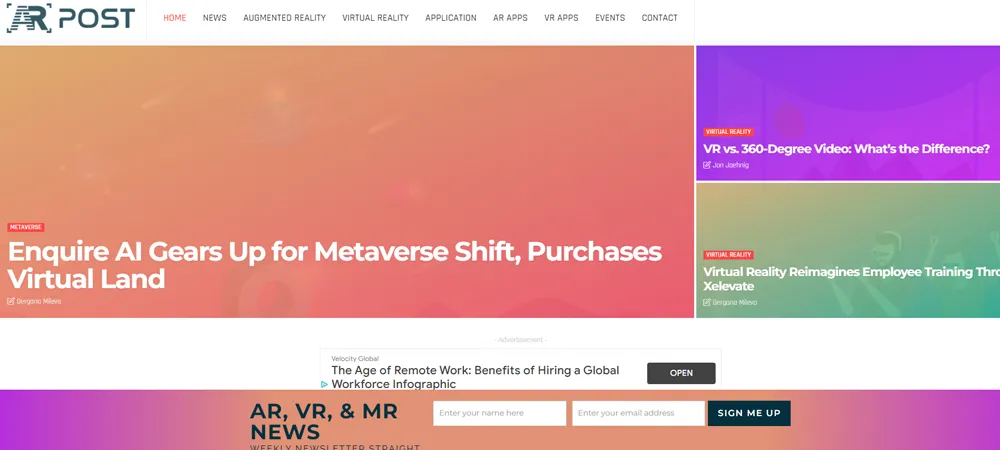 AR POST
HOME NEWS AUGMENTED REALITY VIRTUAL REALITY APPLICATION AR APPS VR APPS EVENTS CONTACT
METAVERSE
Enquire AI Gears Up for Metaverse Shift, Purchases
Virtual Land
Gergana Mileva
VIRTUAL REALITY
VR vs. 360-Degree Video: What's the Difference?
Jon Jaehnig
VIRTUAL REALITY
Virtual Reality Reimagines Employee Training Thro
Xelevate
Gergana Mileva
- Advertisement -
Velocity Global
The Age of Remote Work: Benefits of Hiring a Global
Workforce Infographic
OPEN
AR, VR, & MR
NEWS
WEEKLY NEWSLETTER STRAIGHT
Enter your name here
Enter your email address
SIGN ME UP